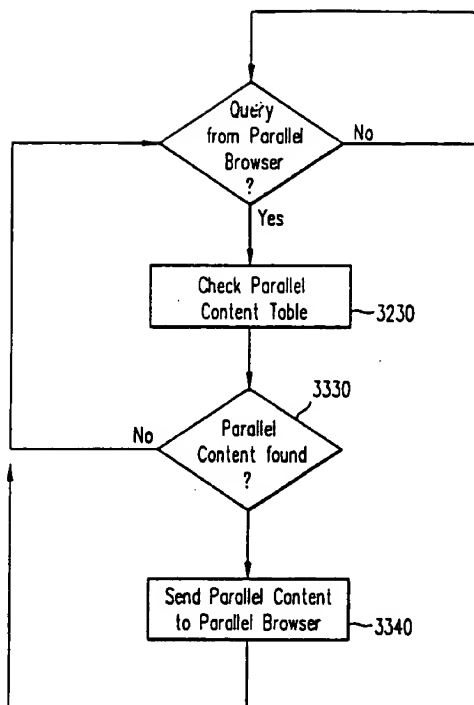 Query
from Parallel
Browser
?
No
Yes
Check Parallel
Content Table
3230
3330
No
Parallel
Content found
?
Send Parallel Content
to Parallel Browser
3340